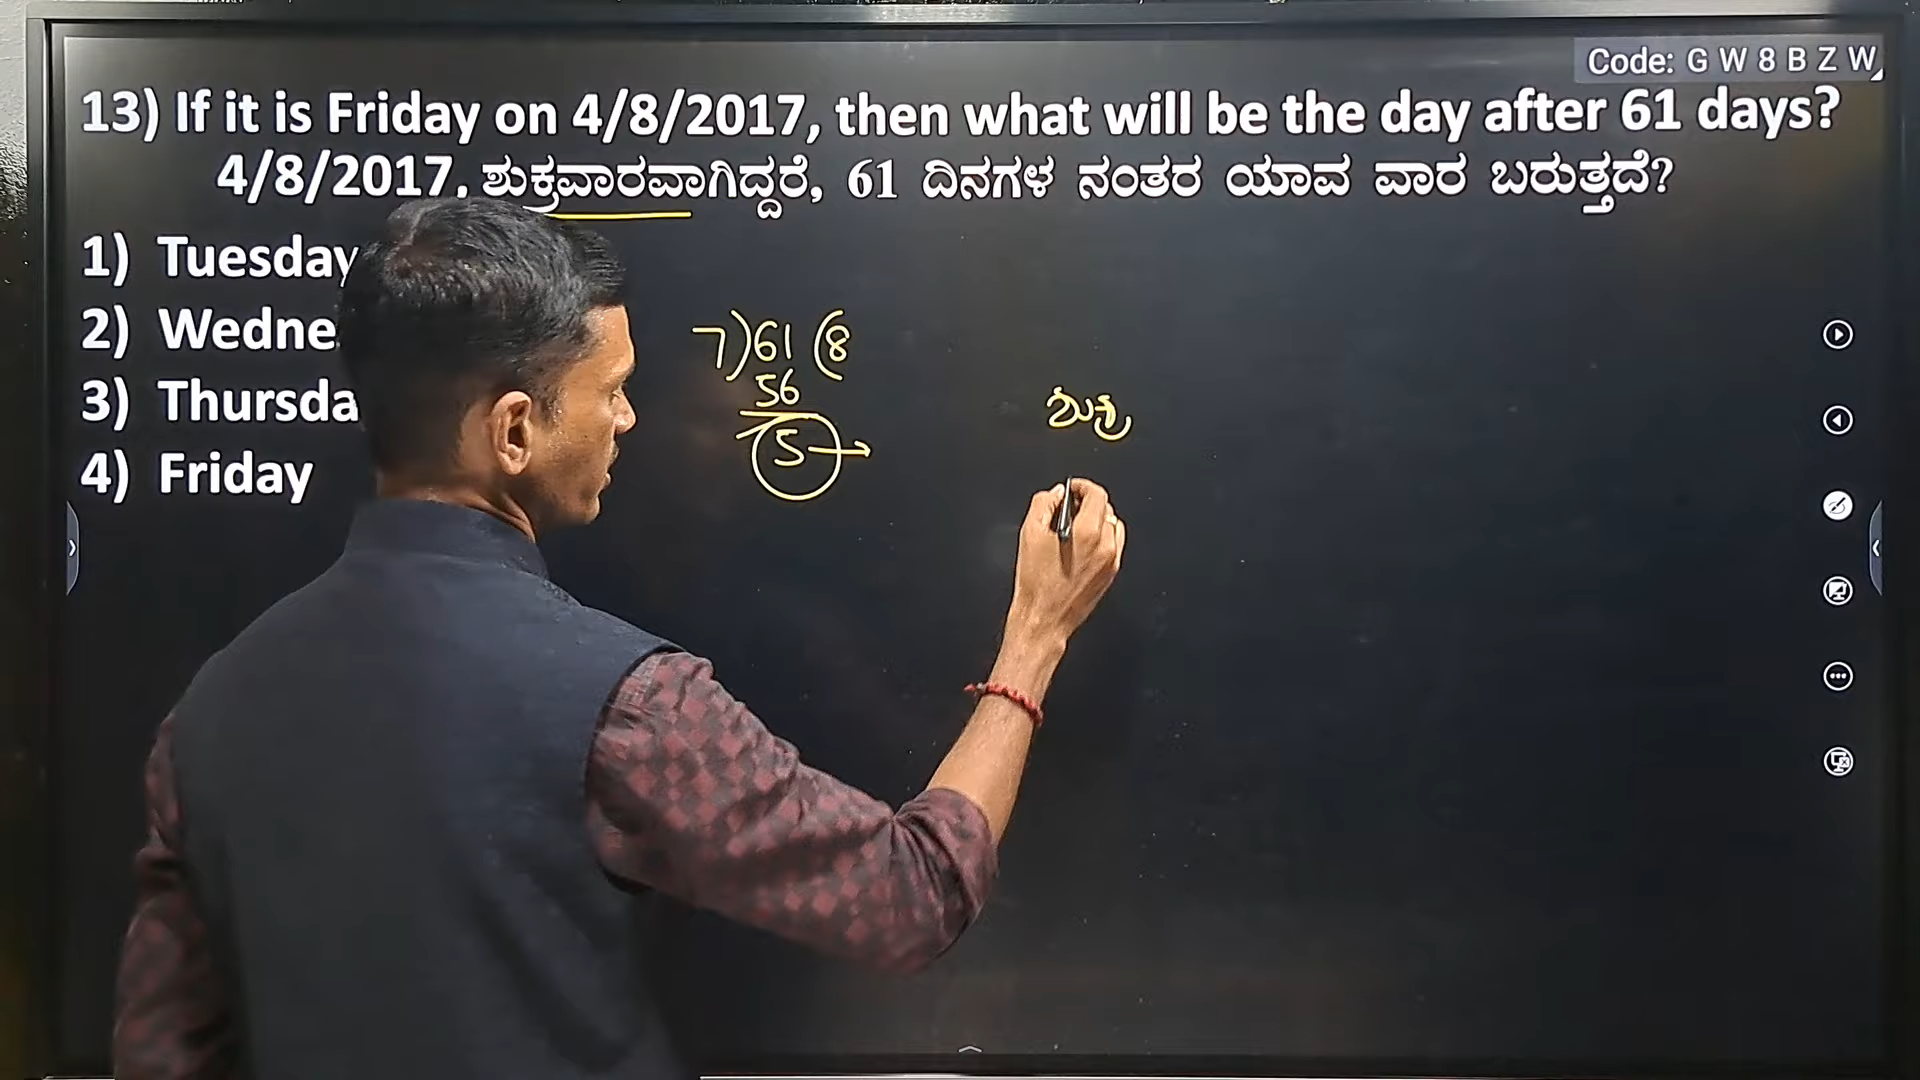 Code: G W 8 B Z W
13) If it is Friday on 4/8/2017, then what will be the day after 61 days?
4/8/2017, ಶುಕ್ರವಾರವಾಗಿದ್ದರೆ, 61 ದಿನಗಳ ನಂತರ ಯಾವ ವಾರ ಬರುತ್ತದೆ?
1) Tuesday
2) Wedne
3) Thursda
4) Friday
7)61(8
56
5
ಶುಕ್ರ